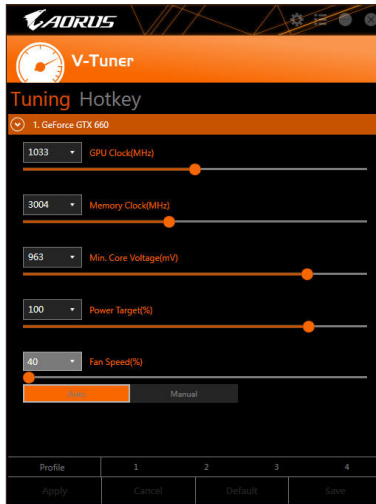 AORUS
V-Tuner
Tuning Hotkey
1. GeForce GTX 660
1033 GPU Clock(MHz)
3004 Memory Clock(MHz)
963 Min. Core Voltage(mV)
100 Power Target(%)
40 Fan Speed(%)
Auto Manual
Profile 1 2 3 4
Apply Cancel Default Save